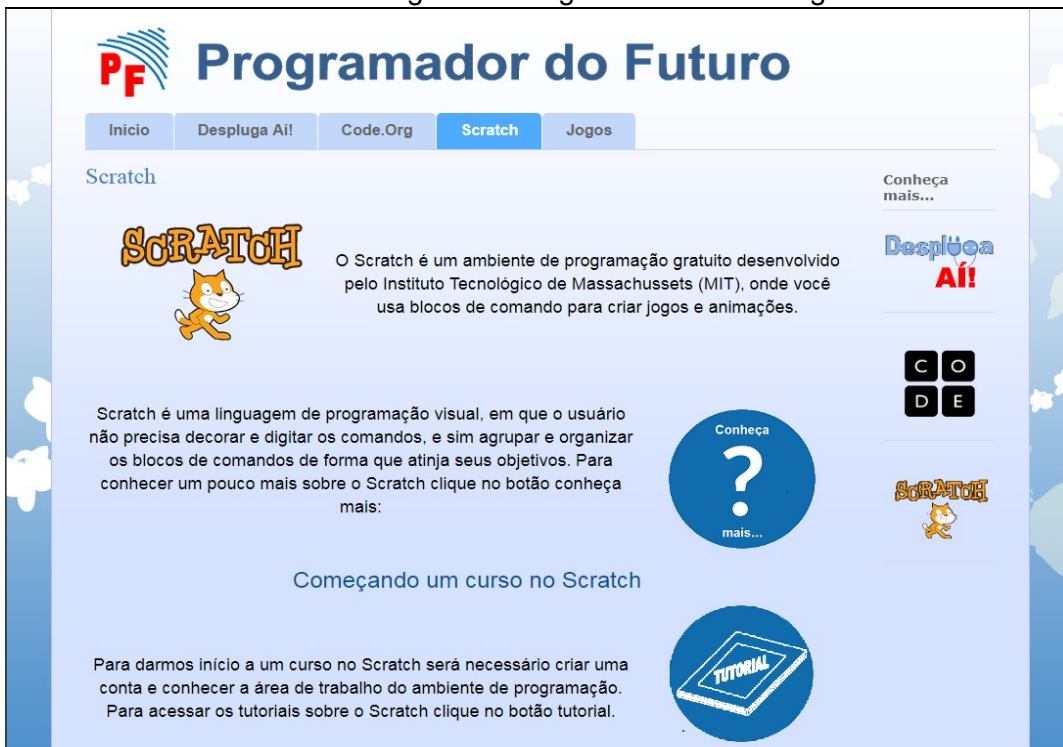 PF Programador do Futuro
Início Despluga Aí! Code.Org Scratch Jogos
Scratch
SCRATCH
O Scratch é um ambiente de programação gratuito desenvolvido
pelo Instituto Tecnológico de Massachussets (MIT), onde você
usa blocos de comando para criar jogos e animações.
Scratch é uma linguagem de programação visual, em que o usuário
não precisa decorar e digitar os comandos, e sim agrupar e organizar
os blocos de comandos de forma que atinja seus objetivos. Para
conhecer um pouco mais sobre o Scratch clique no botão conheça
mais:
Conheça
?
mais...
Começando um curso no Scratch
Para darmos início a um curso no Scratch será necessário criar uma
conta e conhecer a área de trabalho do ambiente de programação.
Para acessar os tutoriais sobre o Scratch clique no botão tutorial.
TUTORIAL
Conheça
mais...
Despluga
AÍ!
C O
D E
SCRATCH